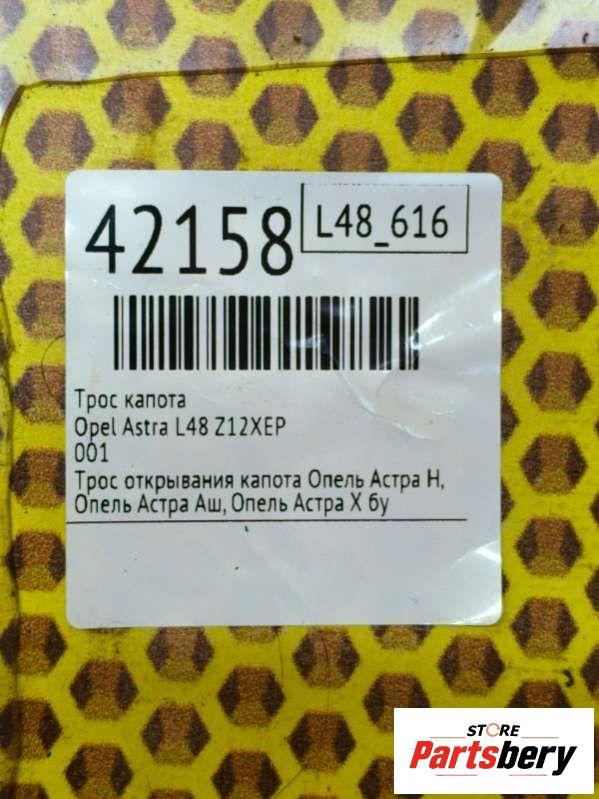 42158
L48_616
Трос капота
Opel Astra L48 Z12XEP
001
Трос открывания капота Опель Астра Н,
Опель Астра Аш, Опель Астра Х бу
STORE
Partsbery